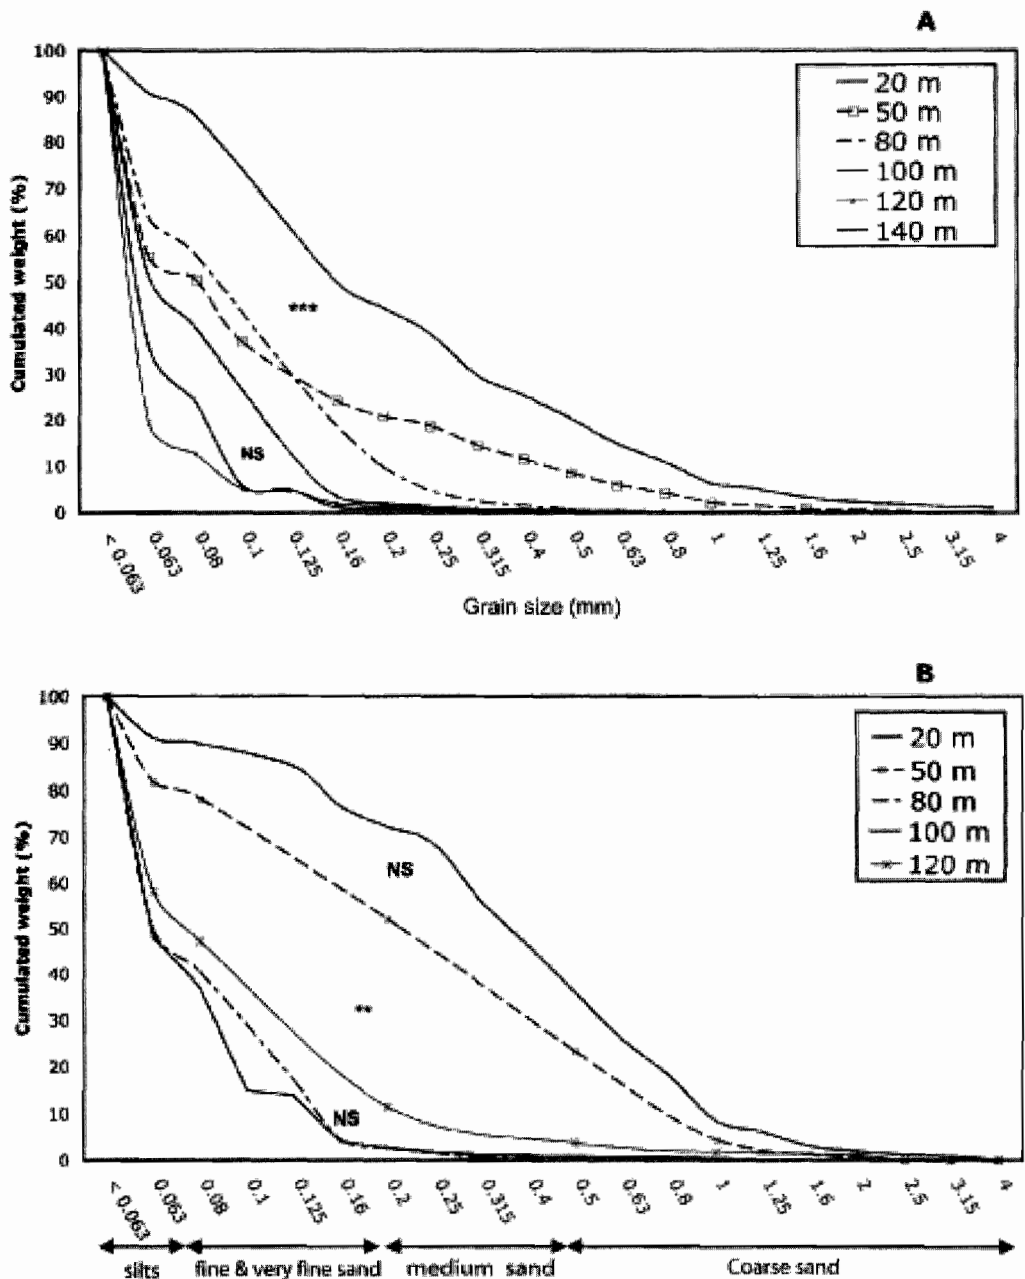 A
100
90
80
70
60
50
40
30
20
10
0
Cumulated weight (%)
20 m
50 m
80 m
100 m
120 m
140 m
***
NS
< 0.063
0.063
0.08
0.1
0.125
0.16
0.2
0.25
0.315
0.4
0.5
0.63
0.8
1
1.25
1.6
2
2.5
3.15
4
Grain size (mm)
B
100
90
80
70
60
50
40
30
20
10
0
Cumulated weight (%)
20 m
50 m
80 m
100 m
120 m
NS
**
NS
< 0.063
0.063
0.08
0.1
0.125
0.16
0.2
0.25
0.315
0.4
0.5
0.63
0.8
1
1.25
1.6
2
2.5
3.15
4
silts
fine & very fine sand
medium sand
Coarse sand